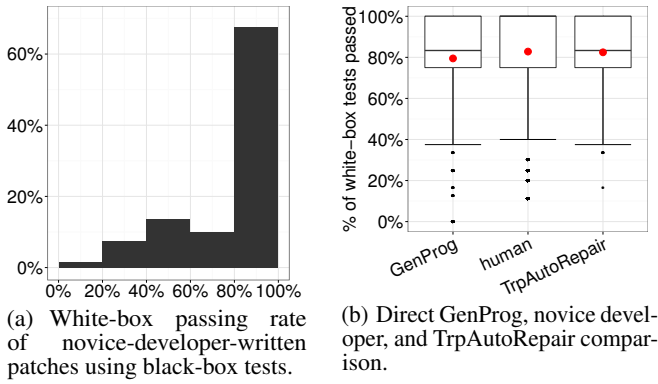 60%
40%
20%
0%
0% 20% 40% 60% 80% 100%
(a) White-box passing rate
of novice-developer-written
patches using black-box tests.
% of white−box tests passed
100%
80%
60%
40%
20%
0%
GenProg
human
TrpAutoRepair
(b) Direct GenProg, novice devel-
oper, and TrpAutoRepair compar-
ison.